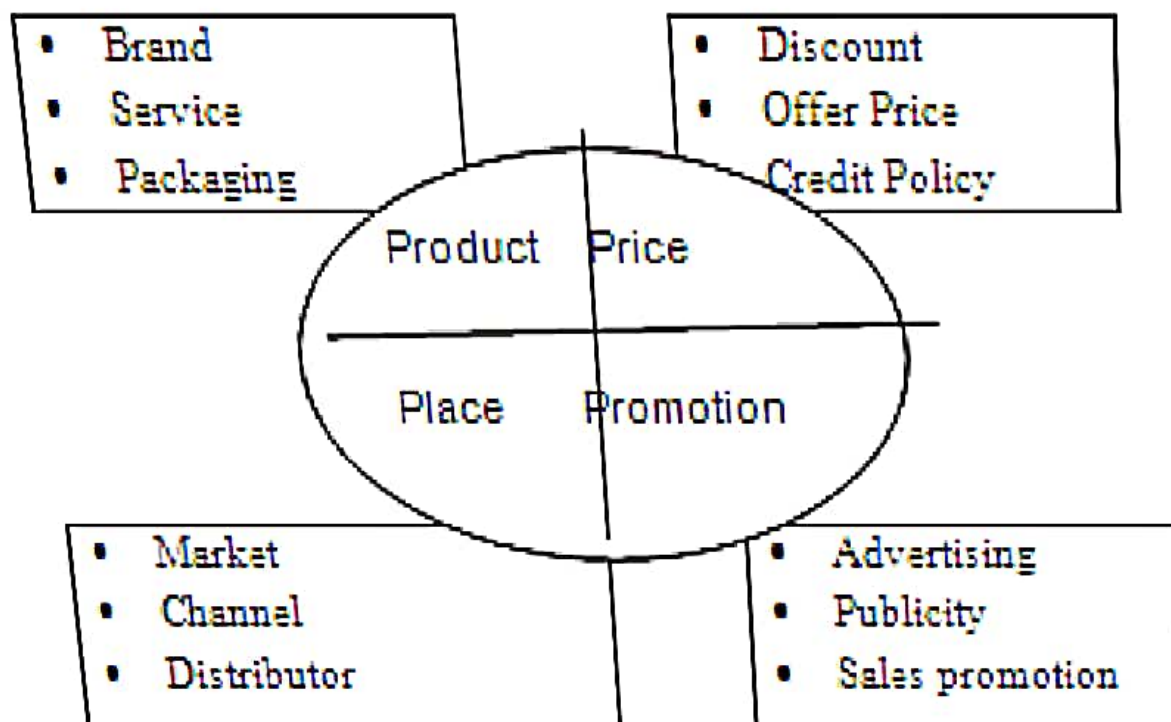 • Brand
• Service
• Packaging
• Discount
• Offer Price
Credit Policy
Product
Price
Place
Promotion
• Market
• Channel
• Distributor
• Advertising
• Publicity
• Sales promotion